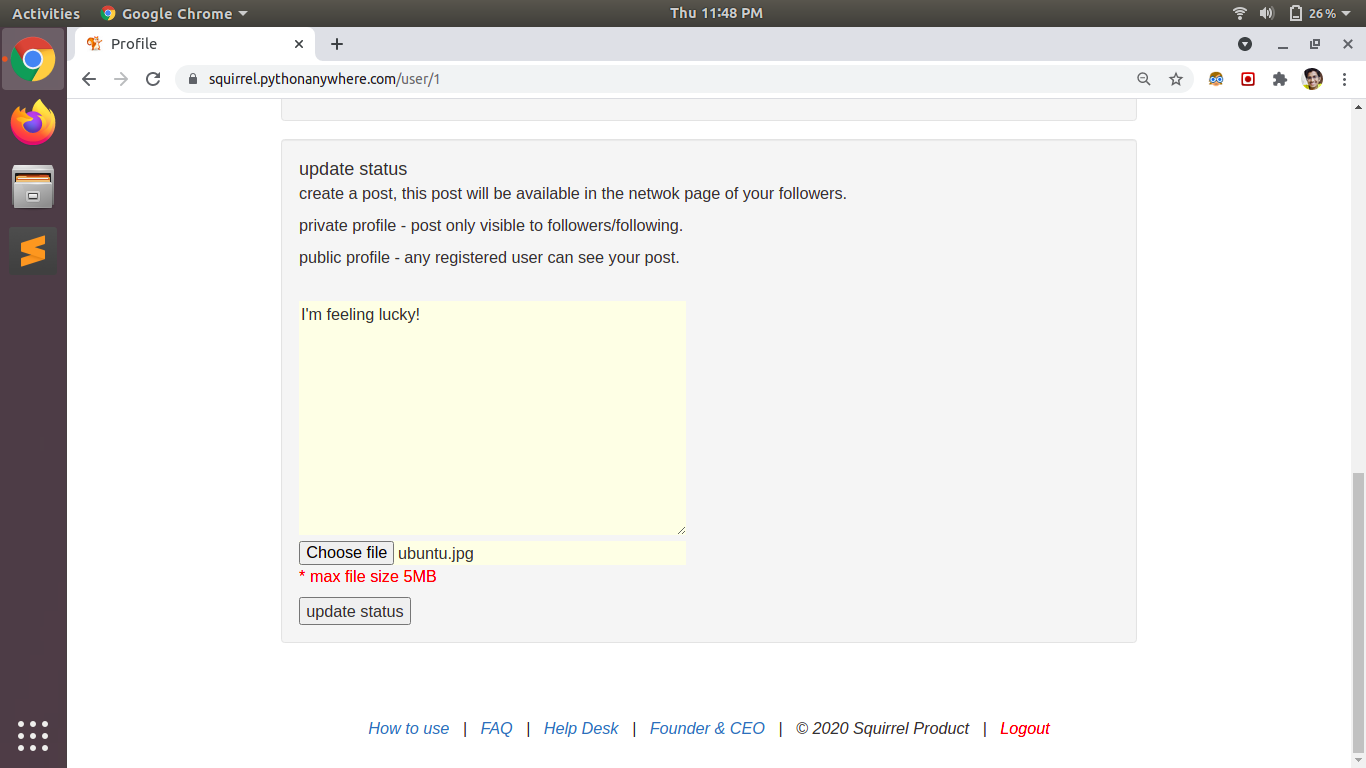 Activities Google Chrome Thu 11:48 PM 26%
Profile
squirrel.pythonanywhere.com/user/1
update status
create a post, this post will be available in the netwok page of your followers.
private profile - post only visible to followers/following.
public profile - any registered user can see your post.
I'm feeling lucky!
Choose file ubuntu.jpg
* max file size 5MB
update status
How to use | FAQ | Help Desk | Founder & CEO | © 2020 Squirrel Product | Logout